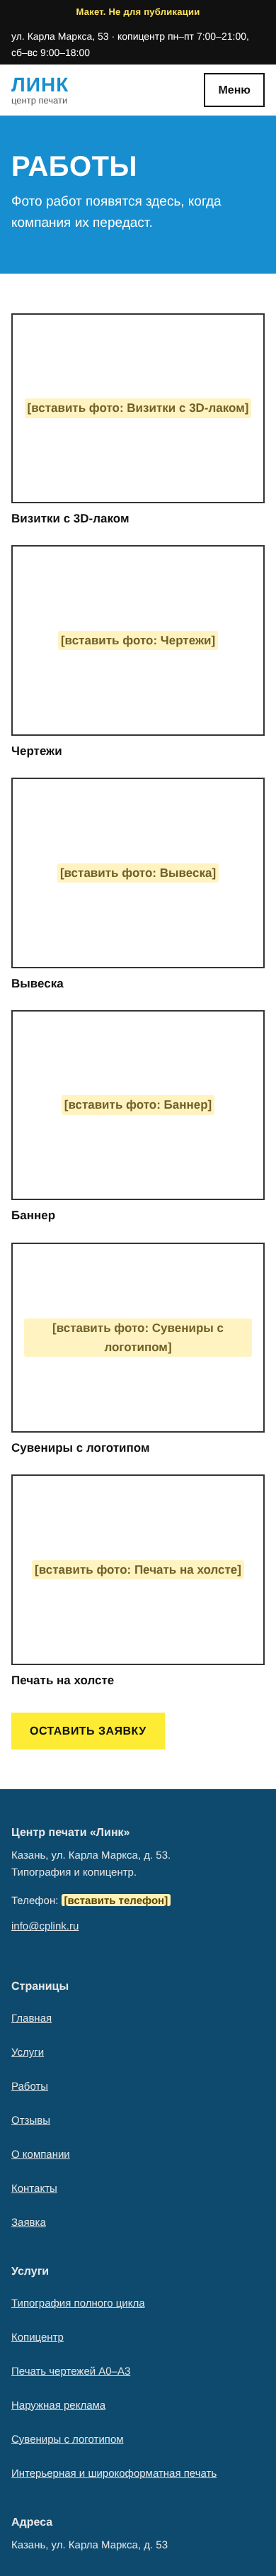 Макет. Не для публикации
ул. Карла Маркса, 53 · копицентр пн–пт 7:00–21:00,
сб–вс 9:00–18:00
ЛИНК
центр печати
Меню
РАБОТЫ
Фото работ появятся здесь, когда
компания их передаст.
[вставить фото: Визитки с 3D-лаком]
Визитки с 3D-лаком
[вставить фото: Чертежи]
Чертежи
[вставить фото: Вывеска]
Вывеска
[вставить фото: Баннер]
Баннер
[вставить фото: Сувениры с
логотипом]
Сувениры с логотипом
[вставить фото: Печать на холсте]
Печать на холсте
ОСТАВИТЬ ЗАЯВКУ
Центр печати «Линк»
Казань, ул. Карла Маркса, д. 53.
Типография и копицентр.
Телефон: [вставить телефон]
info@cplink.ru
Страницы
Главная
Услуги
Работы
Отзывы
О компании
Контакты
Заявка
Услуги
Типография полного цикла
Копицентр
Печать чертежей А0–А3
Наружная реклама
Сувениры с логотипом
Интерьерная и широкоформатная печать
Адреса
Казань, ул. Карла Маркса, д. 53